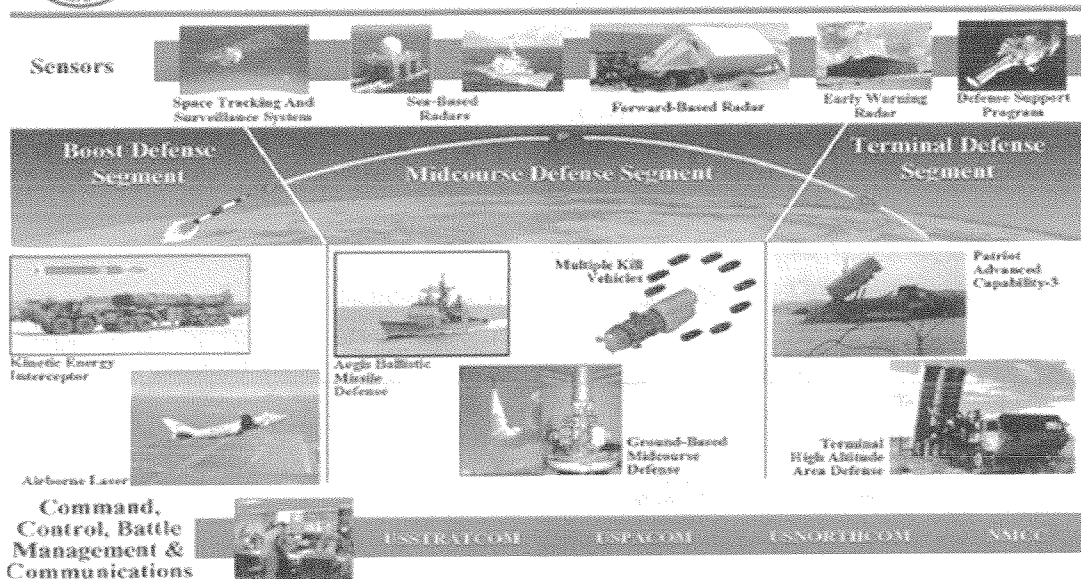 Sensors
Space Tracking And
Surveillance System
Sea-Based
Radars
Forward-Based Radar
Early Warning
Radar
Defense Support
Program
Boost Defense
Segment
Midcourse Defense Segment
Terminal Defense
Segment
Kinetic Energy
Interceptor
Airborne Laser
Aegis Ballistic
Missile
Defense
Multiple Kill
Vehicles
Ground-Based
Midcourse
Defense
Patriot
Advanced
Capability-3
Terminal
High Altitude
Area Defense
Command,
Control, Battle
Management &
Communications
USSTRATCOM
USPACOM
USNORTHCOM
NMCC